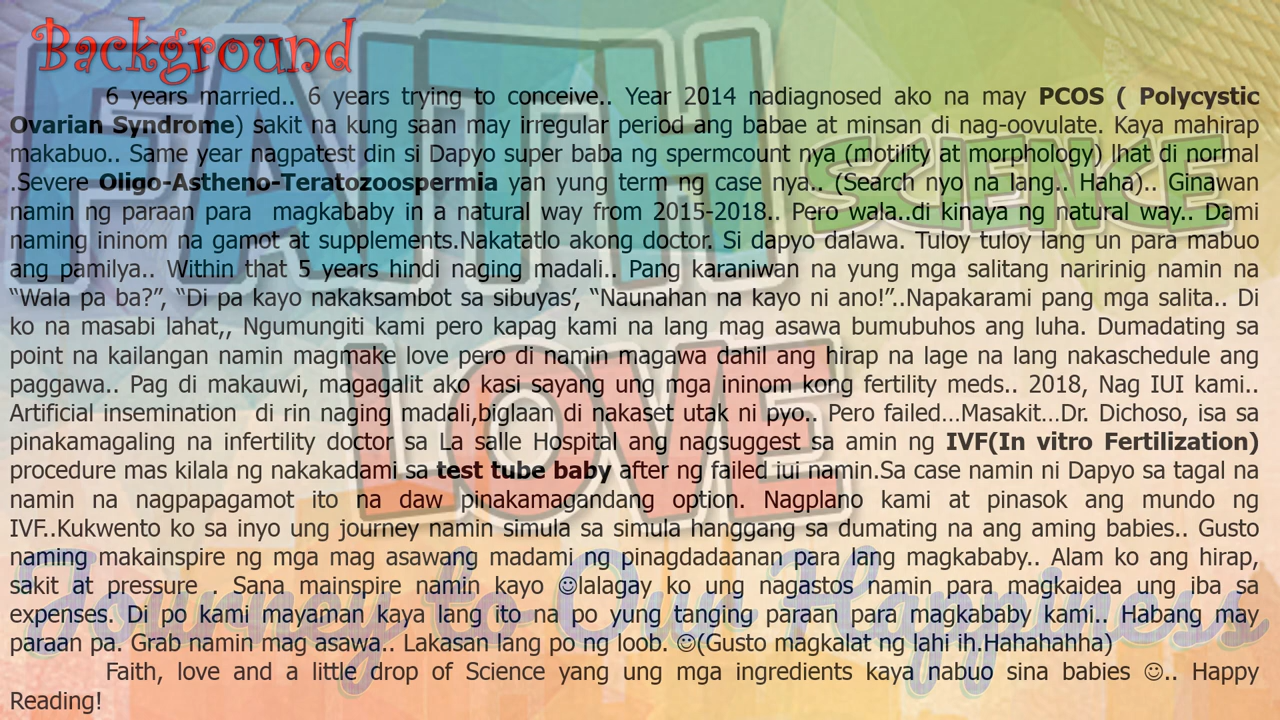 Background
FAITH
SCIENCE
LOVE
Journey to Our Happiness
6 years married.. 6 years trying to conceive.. Year 2014 nadiagnosed ako na may PCOS ( Polycystic
Ovarian Syndrome) sakit na kung saan may irregular period ang babae at minsan di nag-oovulate. Kaya mahirap
makabuo.. Same year nagpatest din si Dapyo super baba ng spermcount nya (motility at morphology) lhat di normal
.Severe Oligo-Astheno-Teratozoospermia yan yung term ng case nya.. (Search nyo na lang.. Haha).. Ginawan
namin ng paraan para magkababy in a natural way from 2015-2018.. Pero wala..di kinaya ng natural way.. Dami
naming ininom na gamot at supplements.Nakatatlo akong doctor. Si dapyo dalawa. Tuloy tuloy lang un para mabuo
ang pamilya.. Within that 5 years hindi naging madali.. Pang karaniwan na yung mga salitang naririnig namin na
“Wala pa ba?”, “Di pa kayo nakaksambot sa sibuyas’, “Naunahan na kayo ni ano!”..Napakarami pang mga salita.. Di
ko na masabi lahat,, Ngumungiti kami pero kapag kami na lang mag asawa bumubuhos ang luha. Dumadating sa
point na kailangan namin magmake love pero di namin magawa dahil ang hirap na lage na lang nakaschedule ang
paggawa.. Pag di makauwi, magagalit ako kasi sayang ung mga ininom kong fertility meds.. 2018, Nag IUI kami..
Artificial insemination di rin naging madali,biglaan di nakaset utak ni pyo.. Pero failed…Masakit…Dr. Dichoso, isa sa
pinakamagaling na infertility doctor sa La salle Hospital ang nagsuggest sa amin ng IVF(In vitro Fertilization)
procedure mas kilala ng nakakadami sa test tube baby after ng failed iui namin.Sa case namin ni Dapyo sa tagal na
namin na nagpapagamot ito na daw pinakamagandang option. Nagplano kami at pinasok ang mundo ng
IVF..Kukwento ko sa inyo ung journey namin simula sa simula hanggang sa dumating na ang aming babies.. Gusto
naming makainspire ng mga mag asawang madami ng pinagdadaanan para lang magkababy.. Alam ko ang hirap,
sakit at pressure . Sana mainspire namin kayo ☺lalagay ko ung nagastos namin para magkaidea ung iba sa
expenses. Di po kami mayaman kaya lang ito na po yung tanging paraan para magkababy kami.. Habang may
paraan pa. Grab namin mag asawa.. Lakasan lang po ng loob. ☺(Gusto magkalat ng lahi ih.Hahahahha)
Faith, love and a little drop of Science yang ung mga ingredients kaya nabuo sina babies ☺.. Happy
Reading!